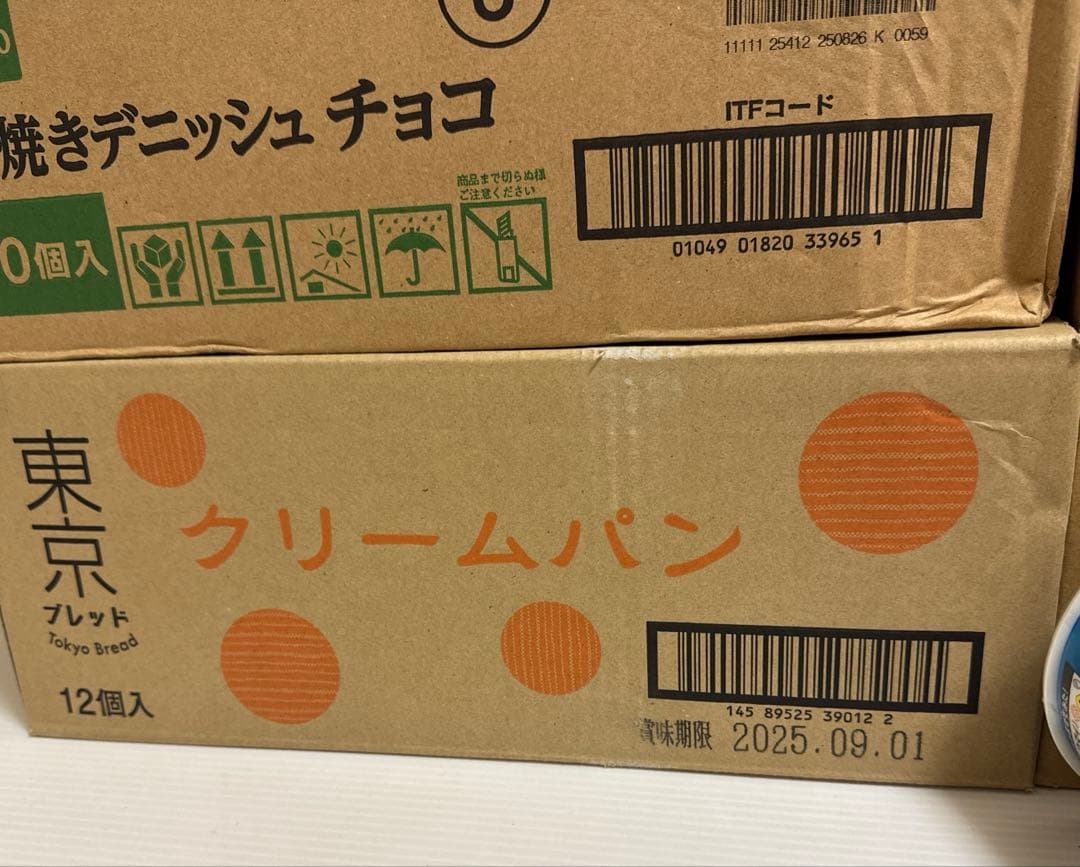 11111 25412 250826 K 0059
焼きデニッシュ チョコ
ITFコード
01049 01820 33965 1
商品まで切らぬ様
ご注意ください
0個入
東京
ブレッド
Tokyo Bread
クリームパン
12個入
145 89525 39012 2
賞味期限 2025.09.01